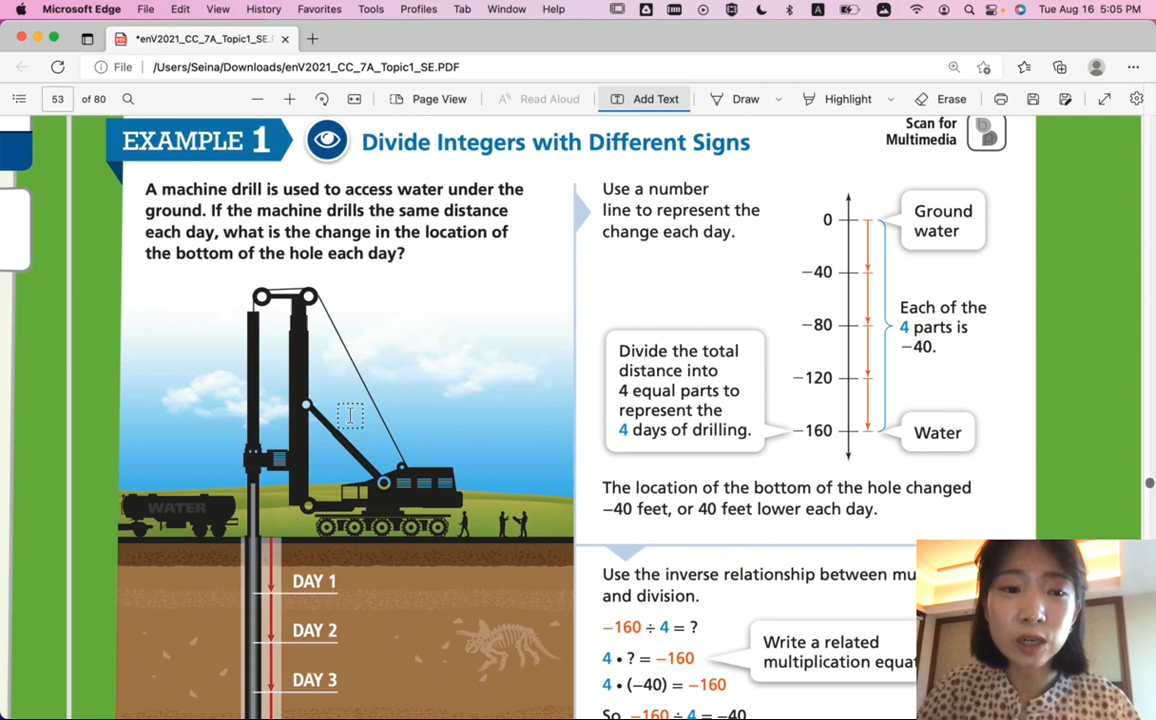 Microsoft Edge File Edit View History Favorites Tools Profiles Tab Window Help
Tue Aug 16 5:05 PM
*enV2021_CC_7A_Topic1_SE.
File /Users/Seina/Downloads/enV2021_CC_7A_Topic1_SE.PDF
53 of 80
Page View
Read Aloud
Add Text
Draw
Highlight
Erase
EXAMPLE 1
Divide Integers with Different Signs
Scan for
Multimedia
A machine drill is used to access water under the
ground. If the machine drills the same distance
each day, what is the change in the location of
the bottom of the hole each day?
WATER
DAY 1
DAY 2
DAY 3
Use a number
line to represent the
change each day.
0
−40
−80
−120
−160
Ground
water
Each of the
4 parts is
−40.
Divide the total
distance into
4 equal parts to
represent the
4 days of drilling.
Water
The location of the bottom of the hole changed
−40 feet, or 40 feet lower each day.
Use the inverse relationship between mu
and division.
-160 ÷ 4 = ?
4 • ? = −160
4 • (−40) = −160
So, −160 ÷ 4 = −40
Write a related
multiplication equat